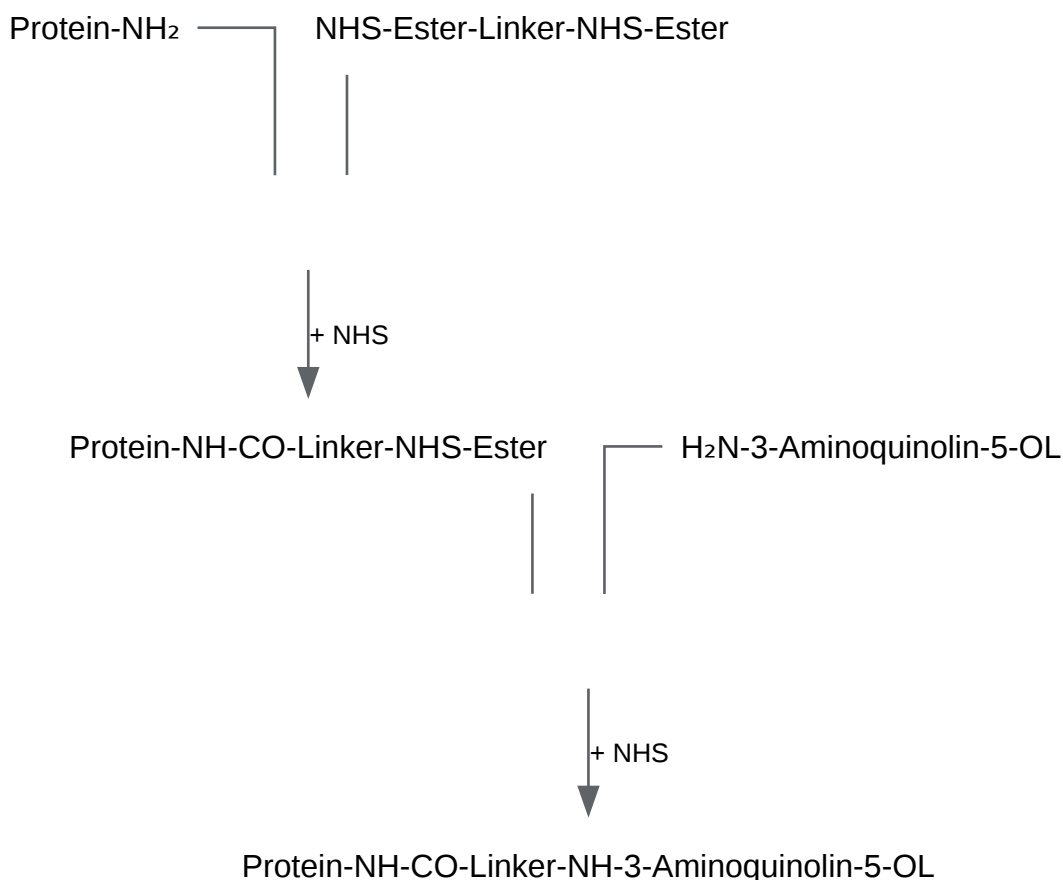 Protein-NH₂
NHS-Ester-Linker-NHS-Ester
+ NHS
Protein-NH-CO-Linker-NHS-Ester
H₂N-3-Aminoquinolin-5-OL
+ NHS
Protein-NH-CO-Linker-NH-3-Aminoquinolin-5-OL